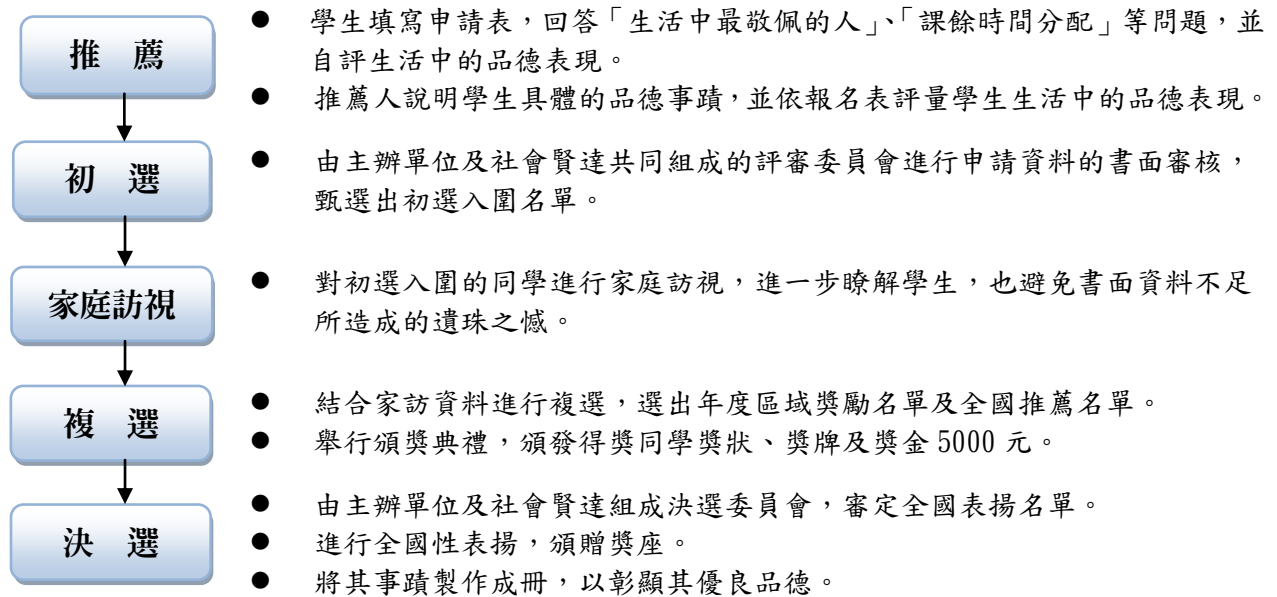 推 薦
● 學生填寫申請表，回答「生活中最敬佩的人」、「課餘時間分配」等問題，並
自評生活中的品德表現。
● 推薦人說明學生具體的品德事蹟，並依報名表評量學生生活中的品德表現。
初 選
● 由主辦單位及社會賢達共同組成的評審委員會進行申請資料的書面審核，
甄選出初選入圍名單。
家庭訪視
● 對初選入圍的同學進行家庭訪視，進一步瞭解學生，也避免書面資料不足
所造成的遺珠之憾。
複 選
● 結合家訪資料進行複選，選出年度區域獎勵名單及全國推薦名單。
● 舉行頒獎典禮，頒發得獎同學獎狀、獎牌及獎金 5000 元。
決 選
● 由主辦單位及社會賢達組成決選委員會，審定全國表揚名單。
● 進行全國性表揚，頒贈獎座。
● 將其事蹟製作成冊，以彰顯其優良品德。